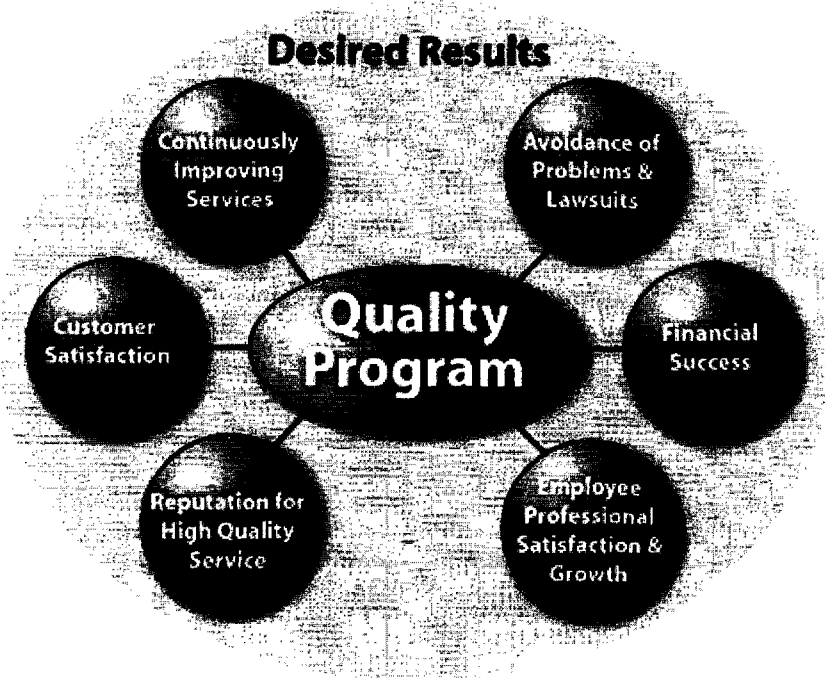 Desired Results
Continuously
Improving
Services
Avoidance of
Problems &
Lawsuits
Customer
Satisfaction
Quality
Program
Financial
Success
Reputation for
High Quality
Service
Employee
Professional
Satisfaction &
Growth